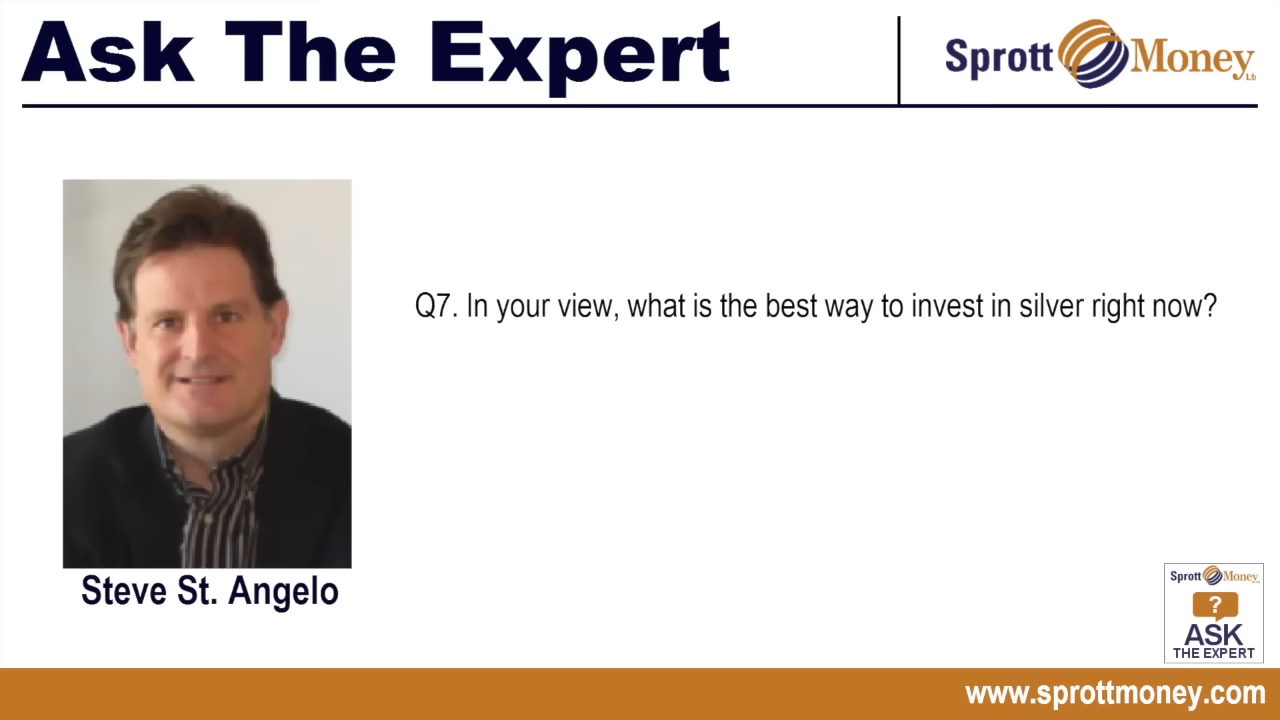 Ask The Expert
Sprott Money
Q7. In your view, what is the best way to invest in silver right now?
Steve St. Angelo
Sprott Money
?
ASK
THE EXPERT
www.sprottmoney.com